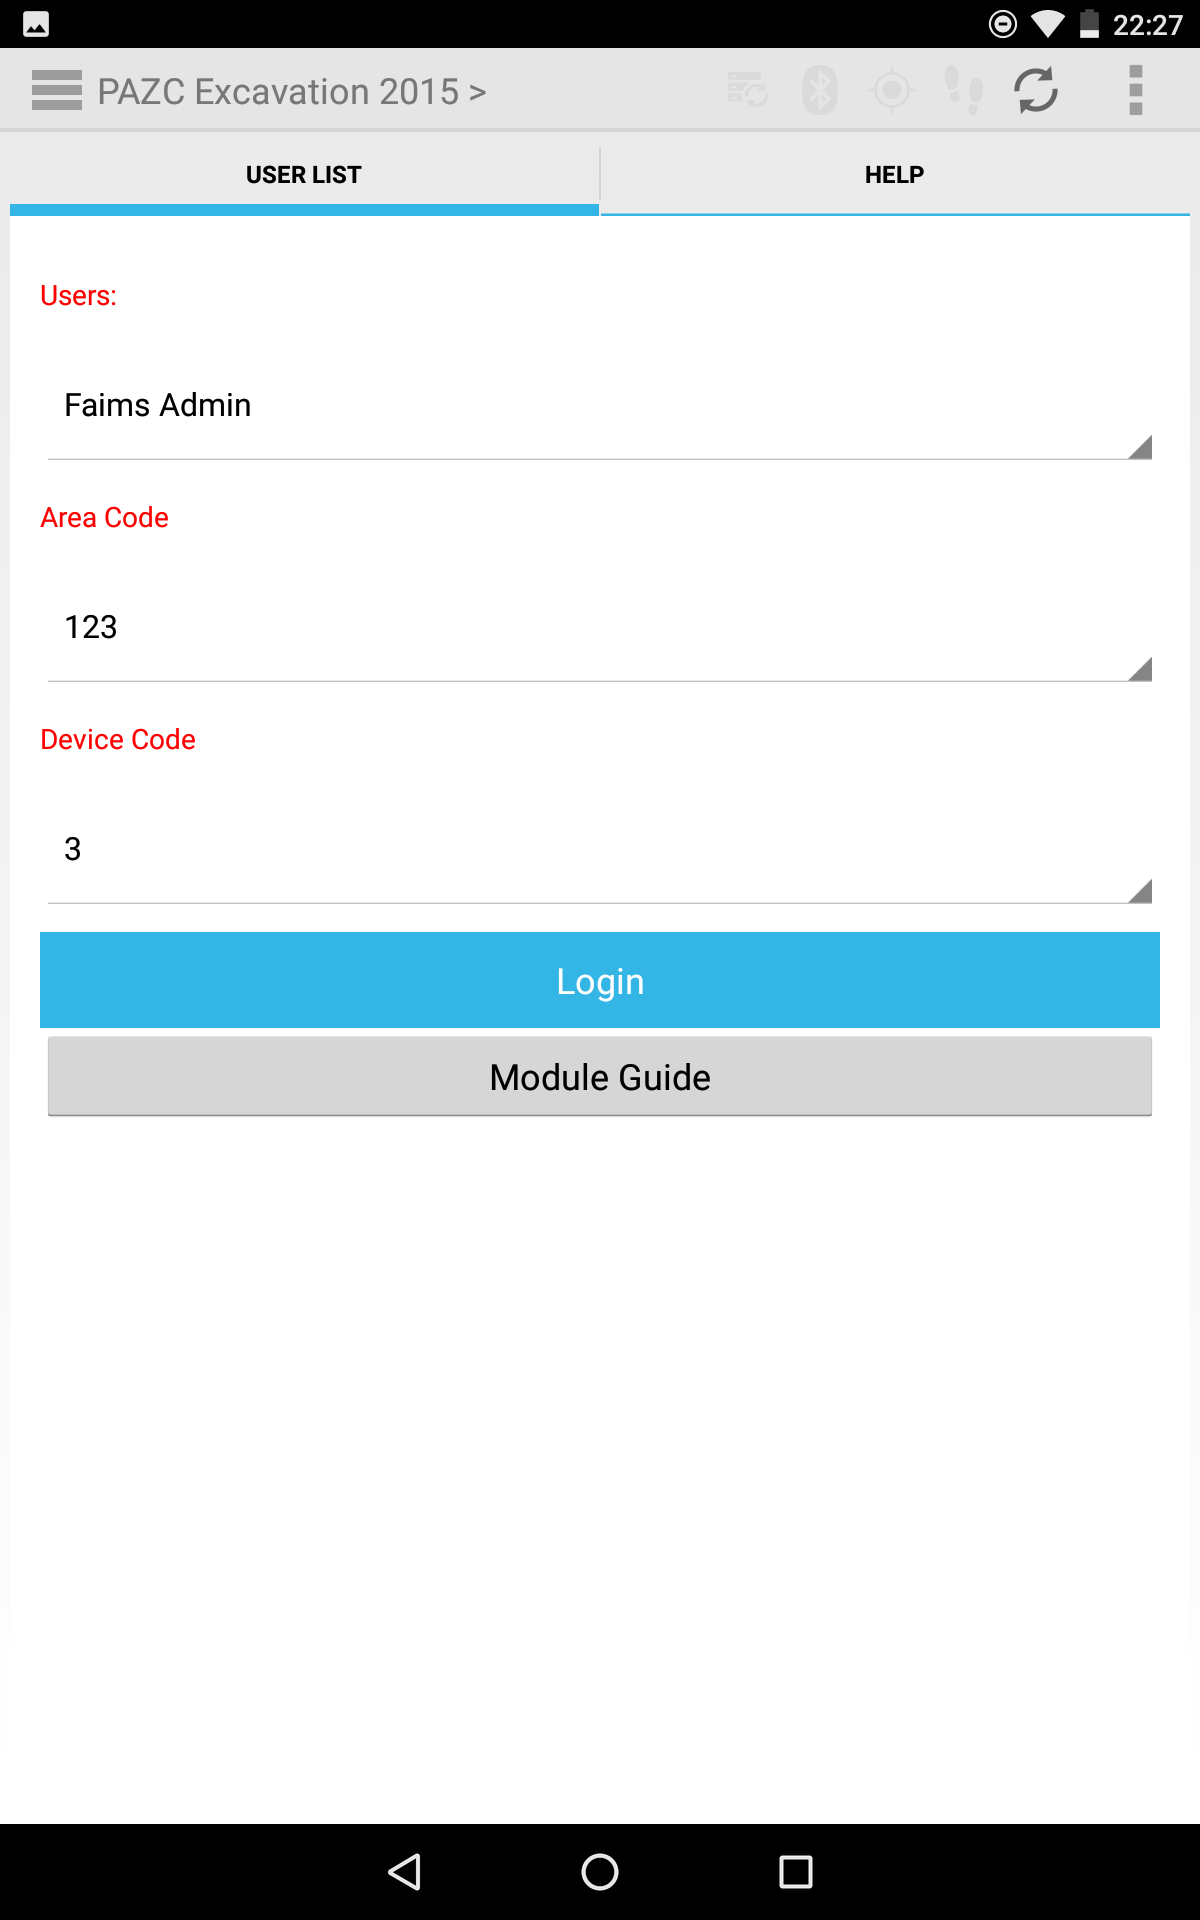 22:27
PAZC Excavation 2015 >
USER LIST
HELP
Users:
Faims Admin
Area Code
123
Device Code
3
Login
Module Guide